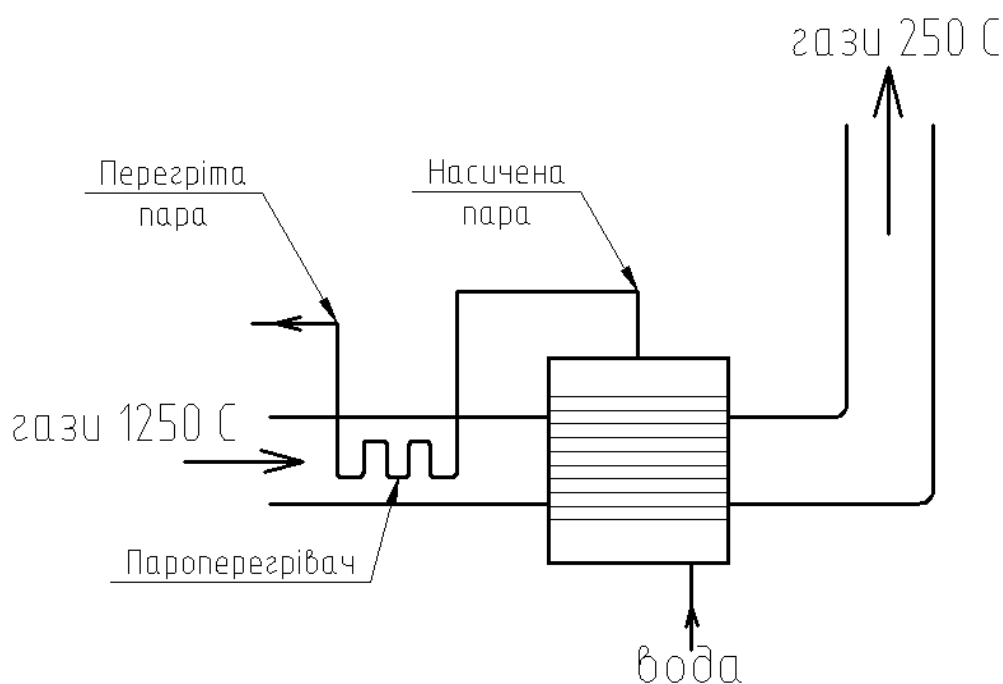 гази 250 С
Перегріта
пара
Насичена
пара
гази 1250 С
Пароперегрівач
вода